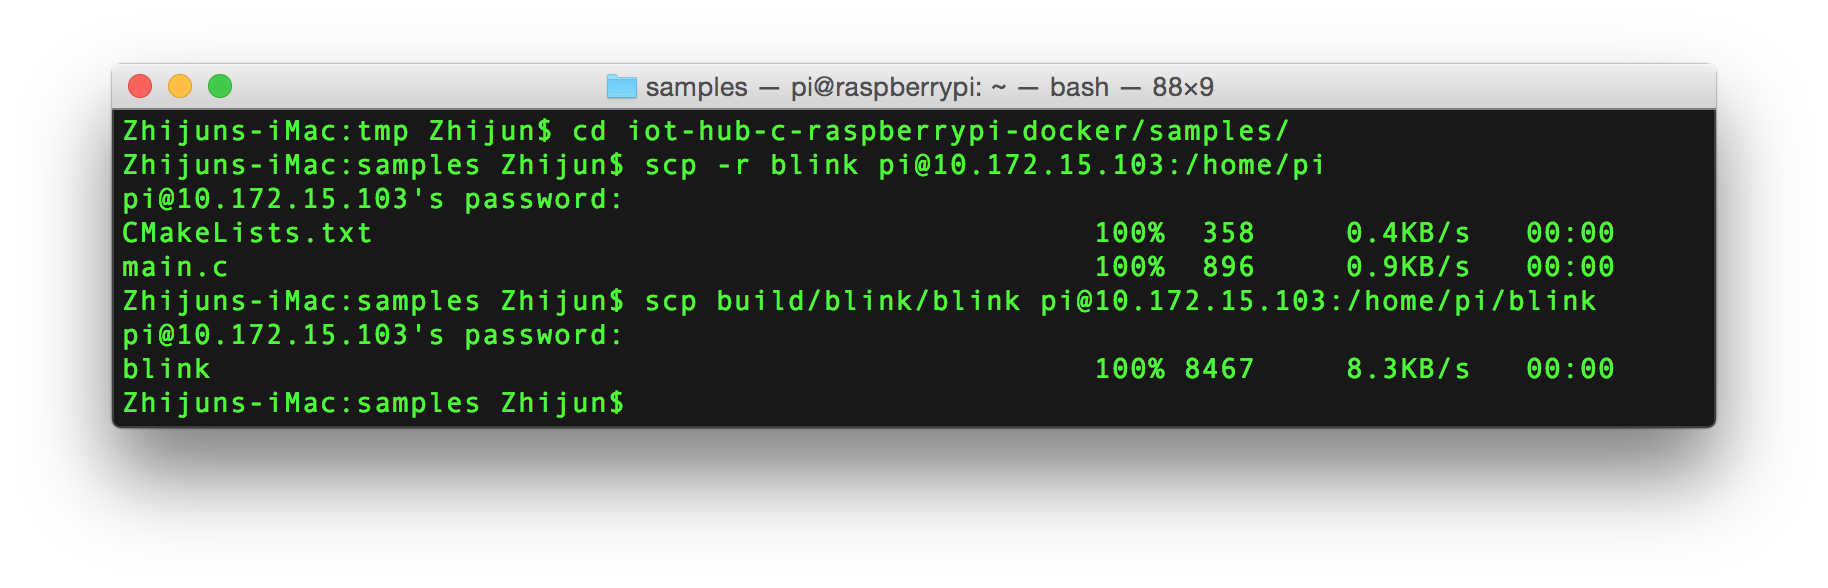 samples — pi@raspberrypi: ~ — bash — 88×9
Zhijuns-iMac:tmp Zhijun$ cd iot-hub-c-raspberrypi-docker/samples/
Zhijuns-iMac:samples Zhijun$ scp -r blink pi@10.172.15.103:/home/pi
pi@10.172.15.103's password:
CMakeLists.txt 100% 358 0.4KB/s 00:00
main.c 100% 896 0.9KB/s 00:00
Zhijuns-iMac:samples Zhijun$ scp build/blink/blink pi@10.172.15.103:/home/pi/blink
pi@10.172.15.103's password:
blink 100% 8467 8.3KB/s 00:00
Zhijuns-iMac:samples Zhijun$